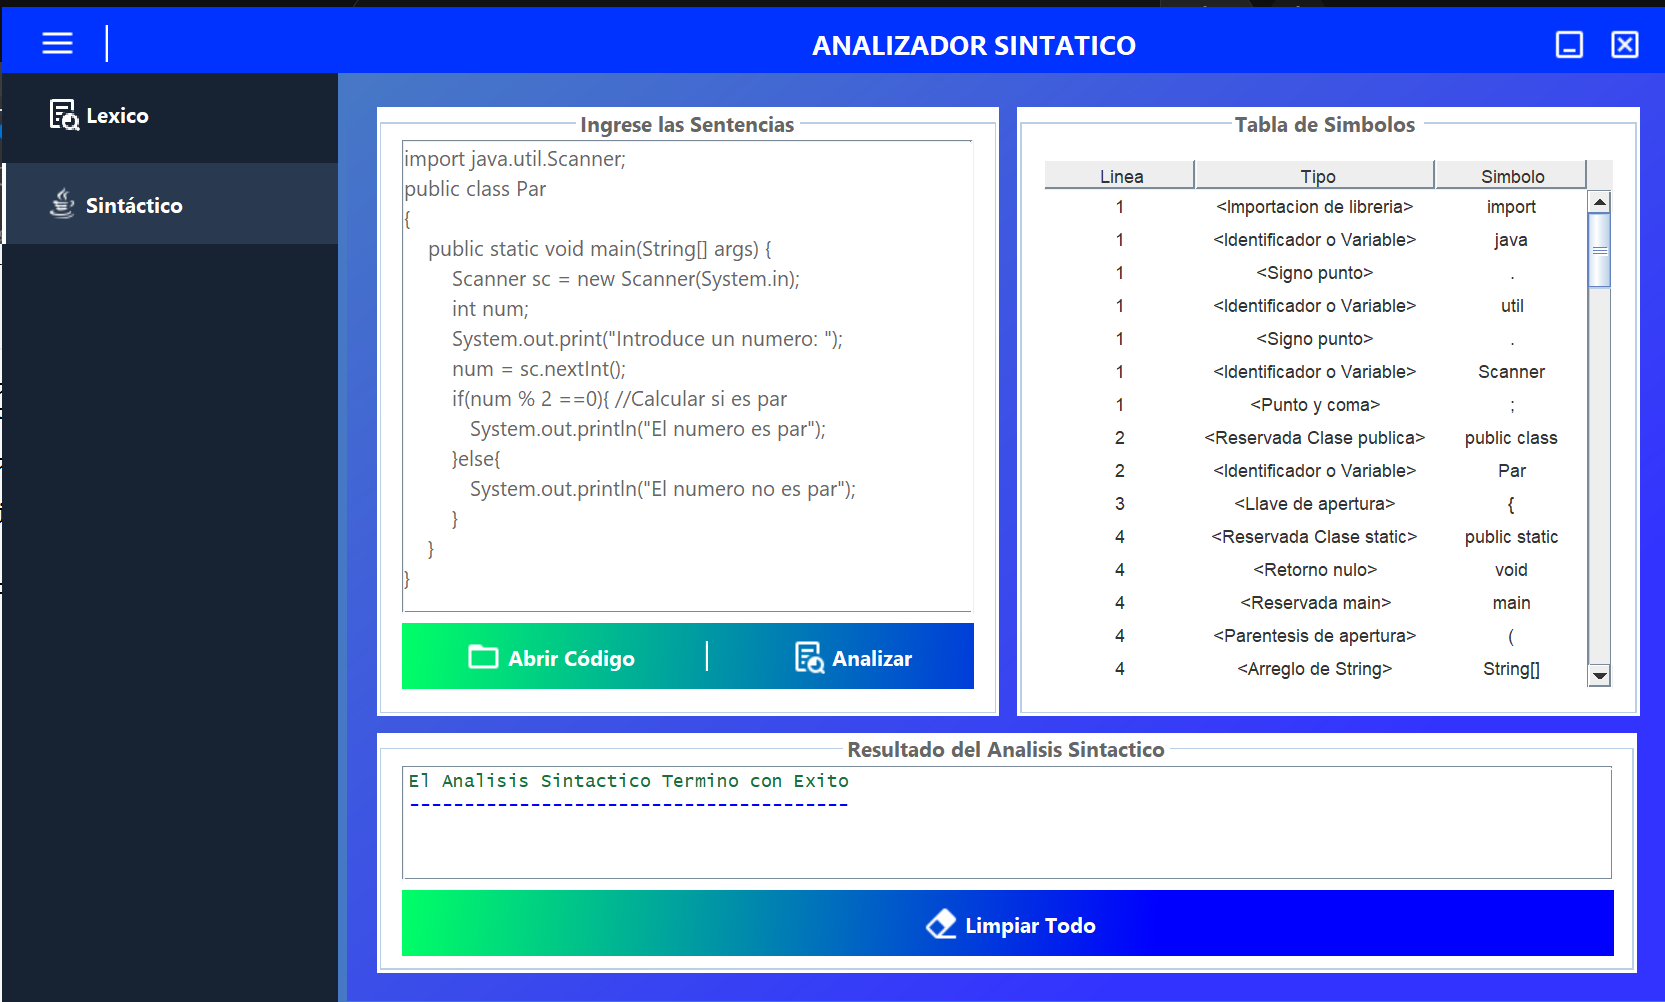 ANALIZADOR SINTATICO
Lexico
Sintáctico
Ingrese las Sentencias
import java.util.Scanner;
public class Par
{
public static void main(String[] args) {
Scanner sc = new Scanner(System.in);
int num;
System.out.print("Introduce un numero: ");
num = sc.nextInt();
if(num % 2 ==0){ //Calcular si es par
System.out.println("El numero es par");
}else{
System.out.println("El numero no es par");
}
}
}
Abrir Código
Analizar
Tabla de Simbolos
Linea Tipo Simbolo
1 <Importacion de libreria> import
1 <Identificador o Variable> java
1 <Signo punto> .
1 <Identificador o Variable> util
1 <Signo punto> .
1 <Identificador o Variable> Scanner
1 <Punto y coma> ;
2 <Reservada Clase publica> public class
2 <Identificador o Variable> Par
3 <Llave de apertura> {
4 <Reservada Clase static> public static
4 <Retorno nulo> void
4 <Reservada main> main
4 <Parentesis de apertura> (
4 <Arreglo de String> String[]
Resultado del Analisis Sintactico
El Analisis Sintactico Termino con Exito
----------------------------------------
Limpiar Todo